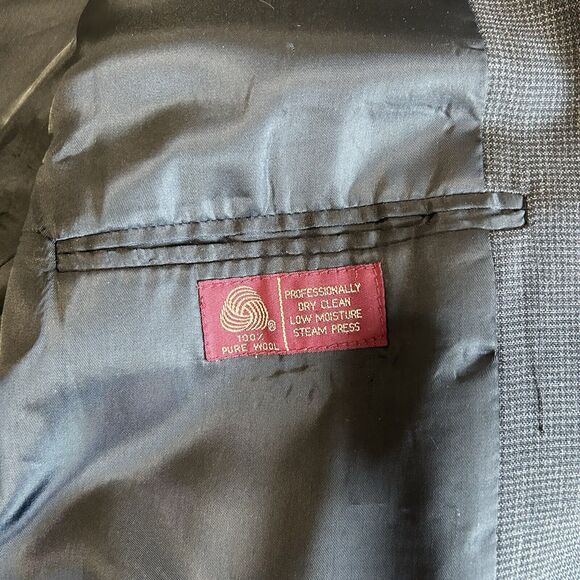 ®
100%
PURE WOOL
PROFESSIONALLY
DRY CLEAN
LOW MOISTURE
STEAM PRESS